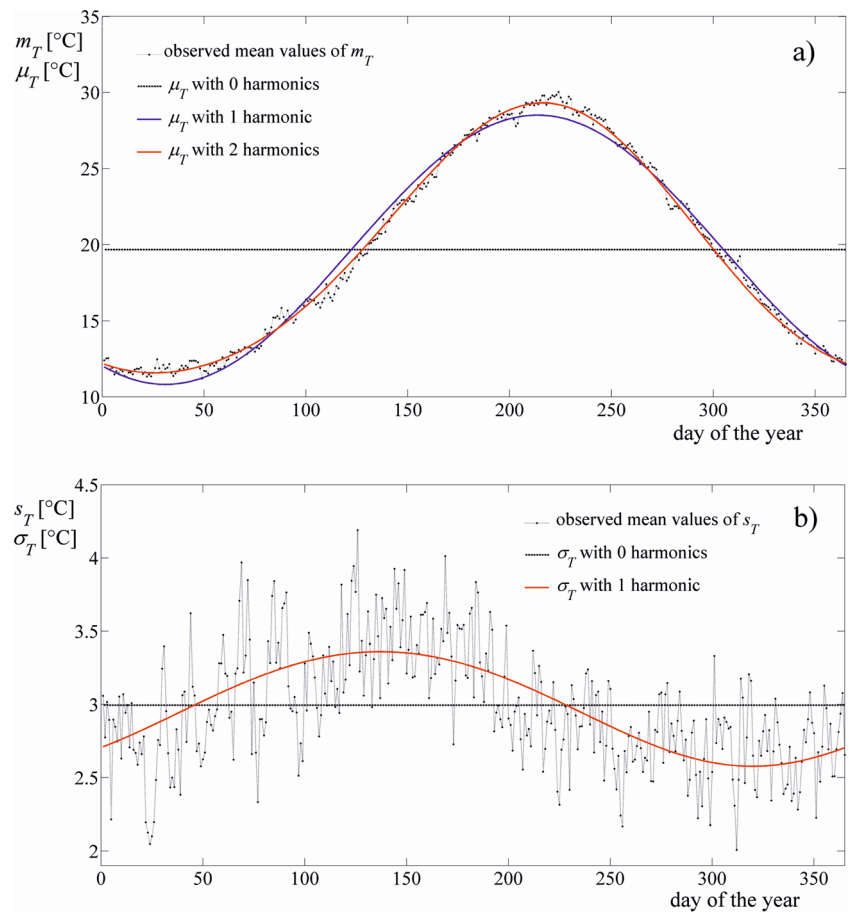 35
m_T [°C]
μ_T [°C]
a)
observed mean values of m_T
μ_T with 0 harmonics
μ_T with 1 harmonic
μ_T with 2 harmonics
30
25
20
15
10
0 50 100 150 200 250 300 350
day of the year
4.5
s_T [°C]
σ_T [°C]
b)
observed mean values of s_T
σ_T with 0 harmonics
σ_T with 1 harmonic
4
3.5
3
2.5
2
0 50 100 150 200 250 300 350
day of the year